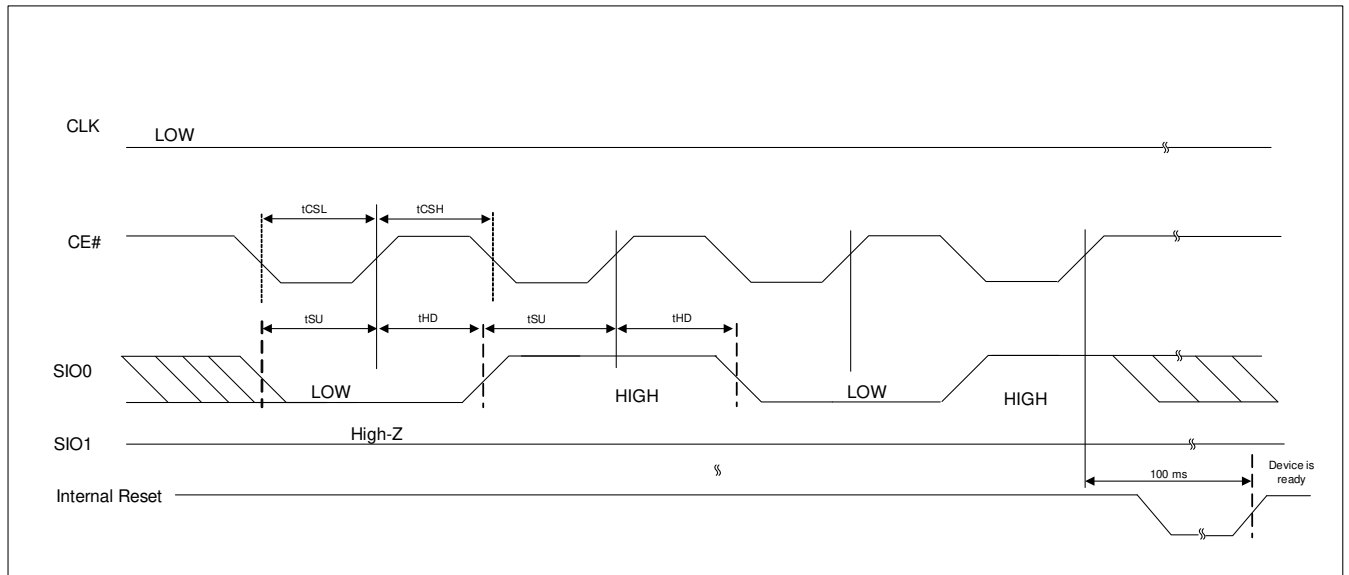 CLK
LOW
tCSL
tCSH
CE#
tSU
tHD
tSU
tHD
SIO0
LOW
HIGH
LOW
HIGH
High-Z
SIO1
100 ms
Device is
ready
Internal Reset